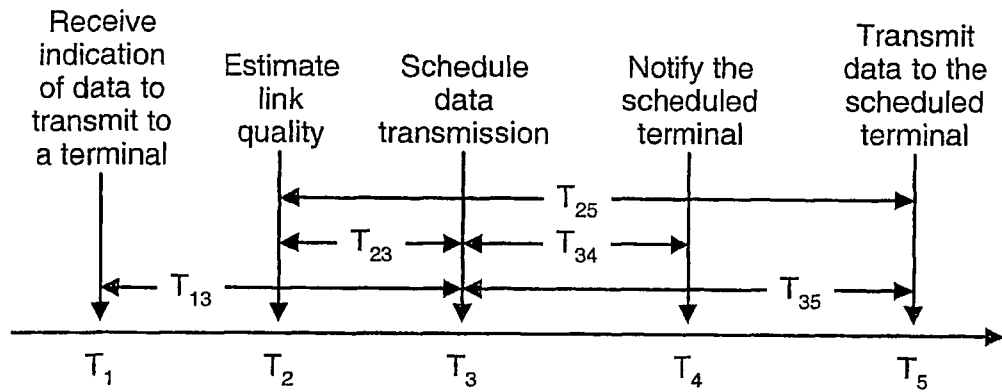 Receive
indication
of data to
transmit to
a terminal
Estimate
link
quality
Schedule
data
transmission
Notify the
scheduled
terminal
Transmit
data to the
scheduled
terminal
T25
T23
T34
T13
T35
T1
T2
T3
T4
T5